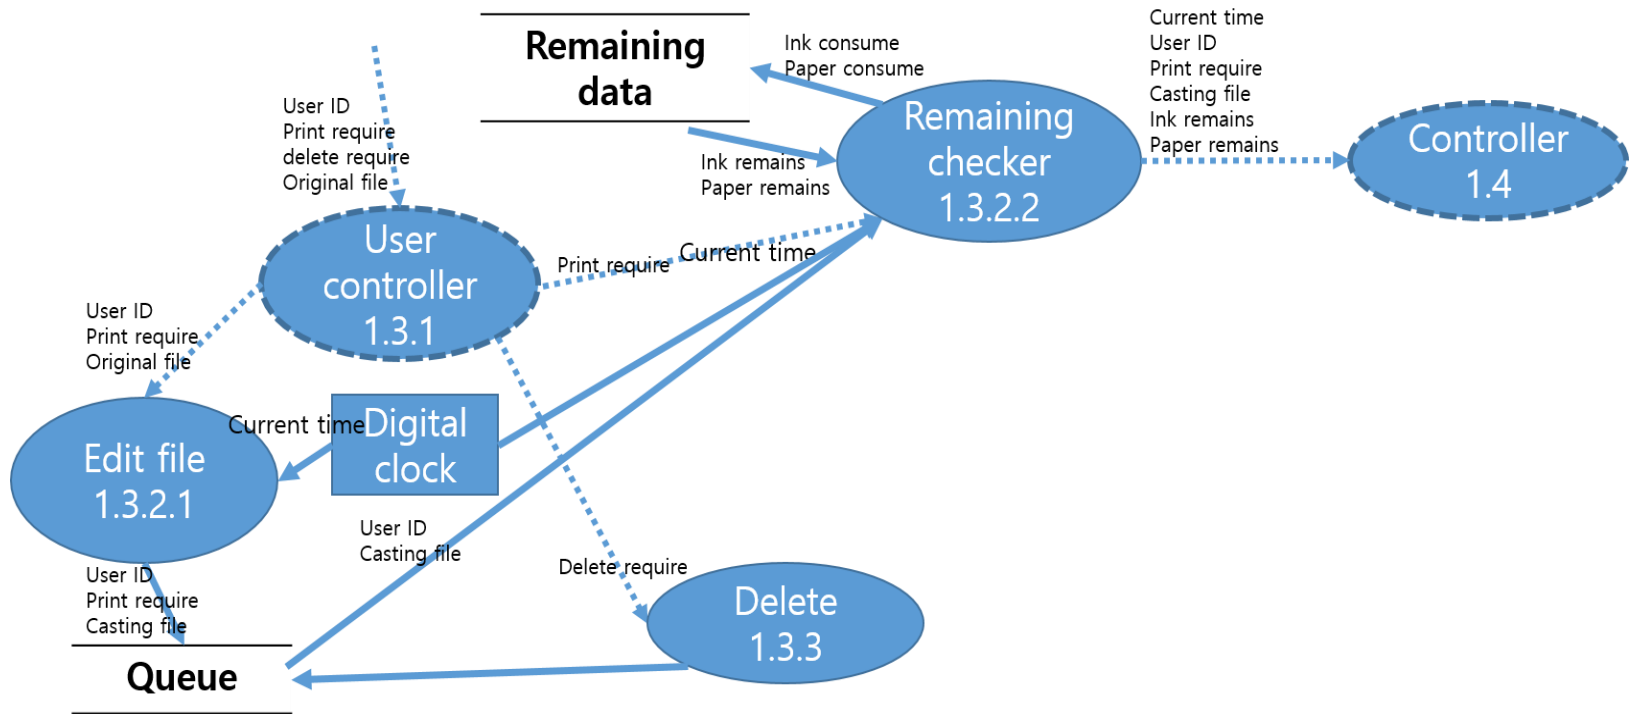 Remaining
data
Ink consume
Paper consume
Current time
User ID
Print require
Casting file
Ink remains
Paper remains
User ID
Print require
delete require
Original file
Remaining
checker
1.3.2.2
Controller
1.4
Ink remains
Paper remains
User
controller
1.3.1
Print require
Current time
User ID
Print require
Original file
Current time
Digital
clock
Edit file
1.3.2.1
User ID
Casting file
Delete require
User ID
Print require
Casting file
Delete
1.3.3
Queue